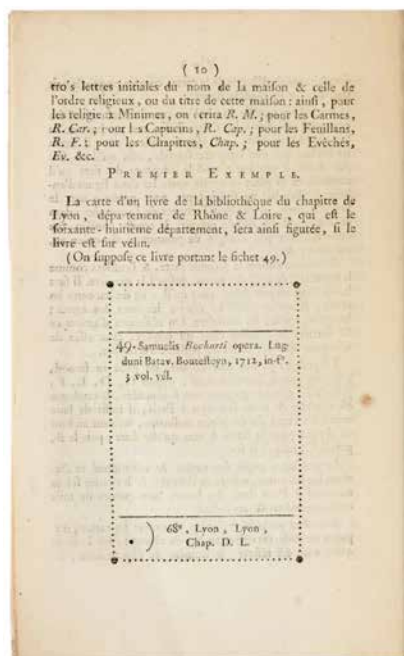 ( 10 )
tro's lettres initiales du nom de la maiſon & celle de
l'ordre religieux, ou du titre de cette maiſon : ainſi, pour
les religieux Minimes, on écrira R. M. ; pour les Carmes,
R. Car. ; pour les Capucins, R. Cap. ; pour les Feuillans,
R. F. ; pour les Chapitres, Chap. ; pour les Evêchés,
Ev. &c.
PREMIER EXEMPLE.
La carte d'un livre de la bibliothéque du chapitre de
Lyon, département de Rhône & Loire, qui eſt le
ſoixante-huitième département, ſera ainſi figurée, ſi le
livre eſt ſur vélin.
(On ſuppoſe ce livre portant le fichet 49.)
49. Samuelis Bocharti opera. Lug-
duni Batav. Bouteſteyn, 1712, in-f°.
3 vol. vél.
68e, Lyon, Lyon,
Chap. D. L.